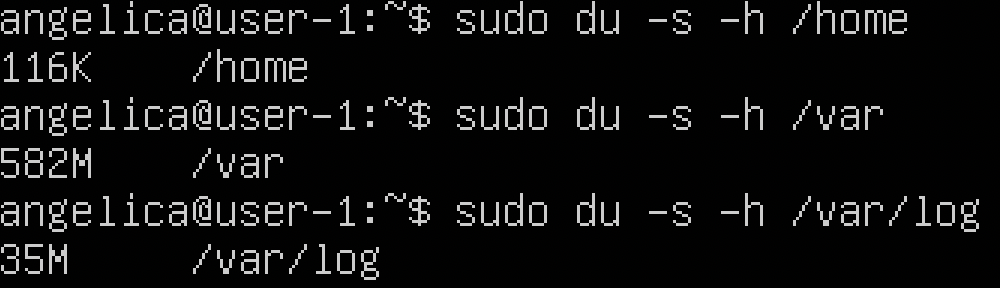 angelica@user-1:~$ sudo du -s -h /home
116K    /home
angelica@user-1:~$ sudo du -s -h /var
582M    /var
angelica@user-1:~$ sudo du -s -h /var/log
35M     /var/log